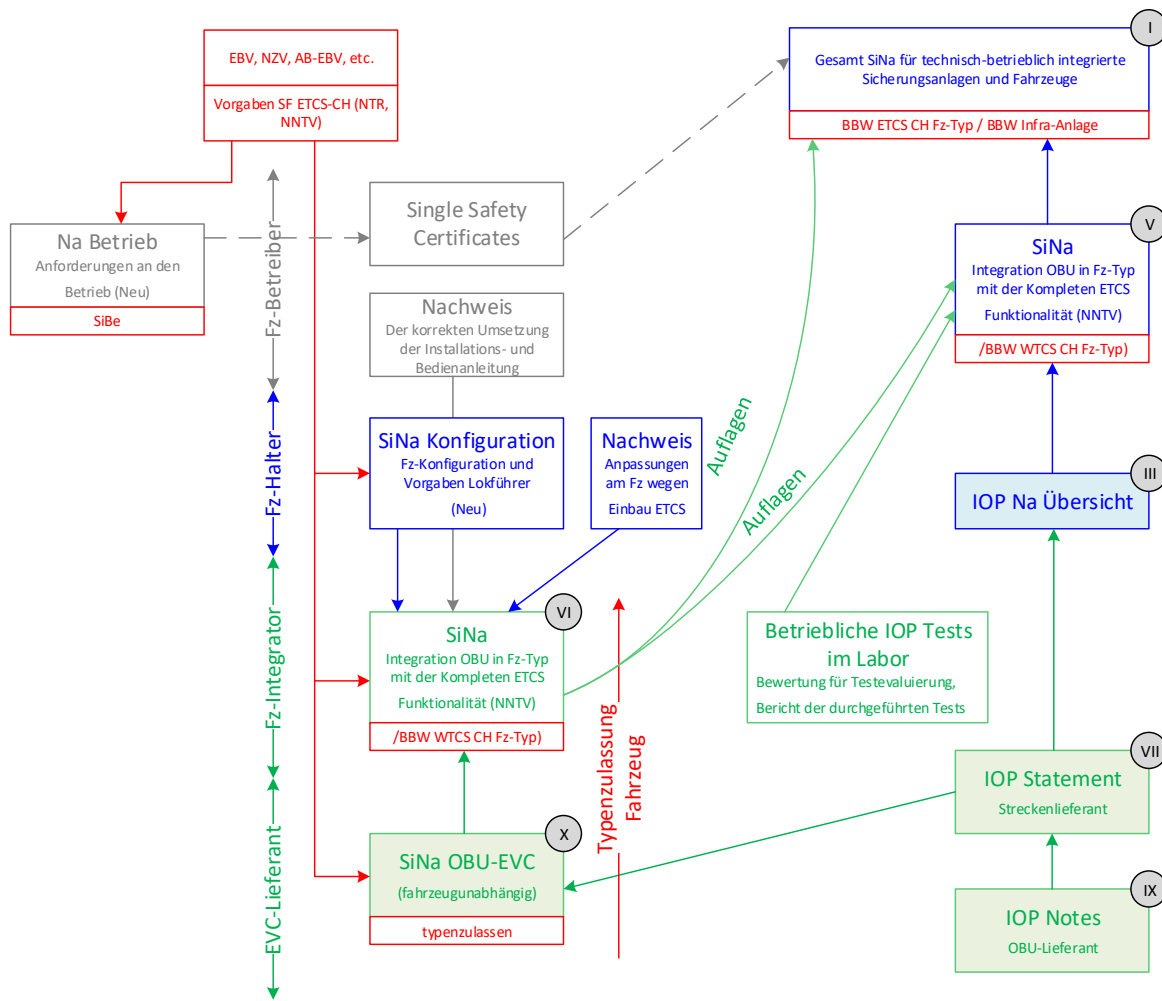 EBV, NZV, AB-EBV, etc.
Vorgaben SF ETCS-CH (NTR,
NNTV)
I
Gesamt SiNa für technisch-betrieblich integrierte
Sicherungsanlagen und Fahrzeuge
BBW ETCS CH Fz-Typ / BBW Infra-Anlage
Na Betrieb
Anforderungen an den
Betrieb (Neu)
SiBe
Fz-Betreiber
Single Safety
Certificates
V
SiNa
Integration OBU in Fz-Typ
mit der Kompleten ETCS
Funktionalität (NNTV)
/BBW WTCS CH Fz-Typ)
Nachweis
Der korrekten Umsetzung
der Installations- und
Bedienanleitung
Fz-Halter
SiNa Konfiguration
Fz-Konfiguration und
Vorgaben Lokführer
(Neu)
Nachweis
Anpassungen
am Fz wegen
Einbau ETCS
Auflagen
Auflagen
III
IOP Na Übersicht
Fz-Integrator
VI
SiNa
Integration OBU in Fz-Typ
mit der Kompleten ETCS
Funktionalität (NNTV)
/BBW WTCS CH Fz-Typ)
Betriebliche IOP Tests
im Labor
Bewertung für Testevaluierung,
Bericht der durchgeführten Tests
Typenzulassung
Fahrzeug
VII
IOP Statement
Streckenlieferant
EVC-Lieferant
X
SiNa OBU-EVC
(fahrzeugunabhängig)
typenzulassen
IX
IOP Notes
OBU-Lieferant